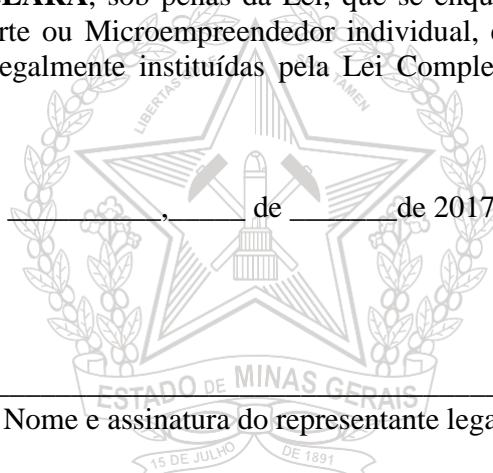 CLARA, sob penas da Lei, que se enqu
rte ou Microempreendedor individual,
egalmente instituídas pela Lei Comple
LIBERTAS QUÆ SERA TAMEN
__________,_____ de _______de 2017
ESTADO DE MINAS GERAIS
Nome e assinatura do representante lega
15 DE JULHO DE 1891